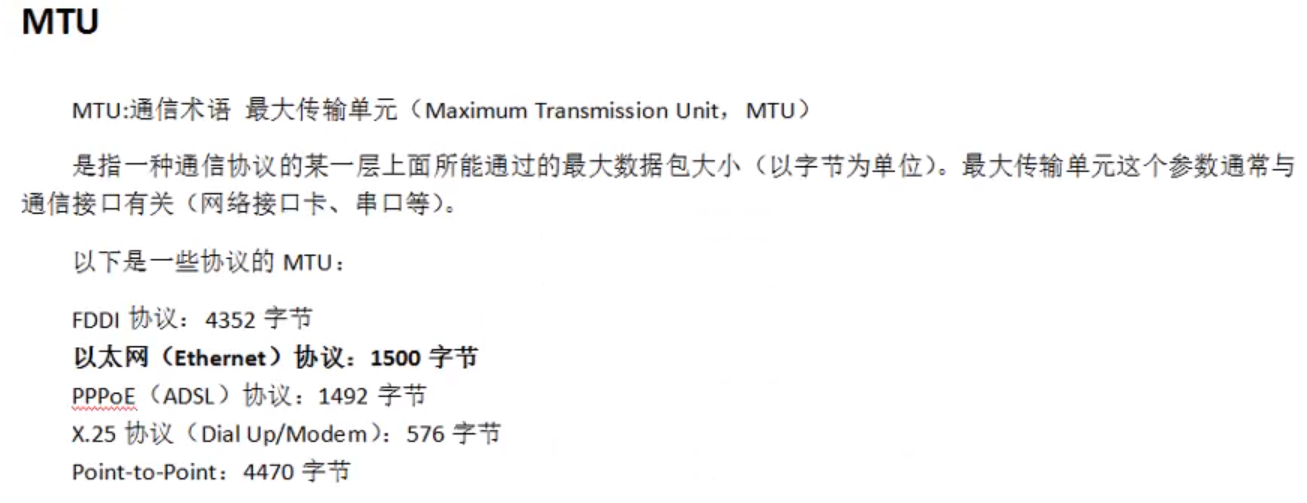 MTU
MTU:通信术语 最大传输单元（Maximum Transmission Unit，MTU）
是指一种通信协议的某一层上面所能通过的最大数据包大小（以字节为单位）。最大传输单元这个参数通常与
通信接口有关（网络接口卡、串口等）。
以下是一些协议的 MTU：
FDDI 协议：4352 字节
以太网（Ethernet）协议：1500 字节
PPPoE（ADSL）协议：1492 字节
X.25 协议（Dial Up/Modem）：576 字节
Point-to-Point：4470 字节